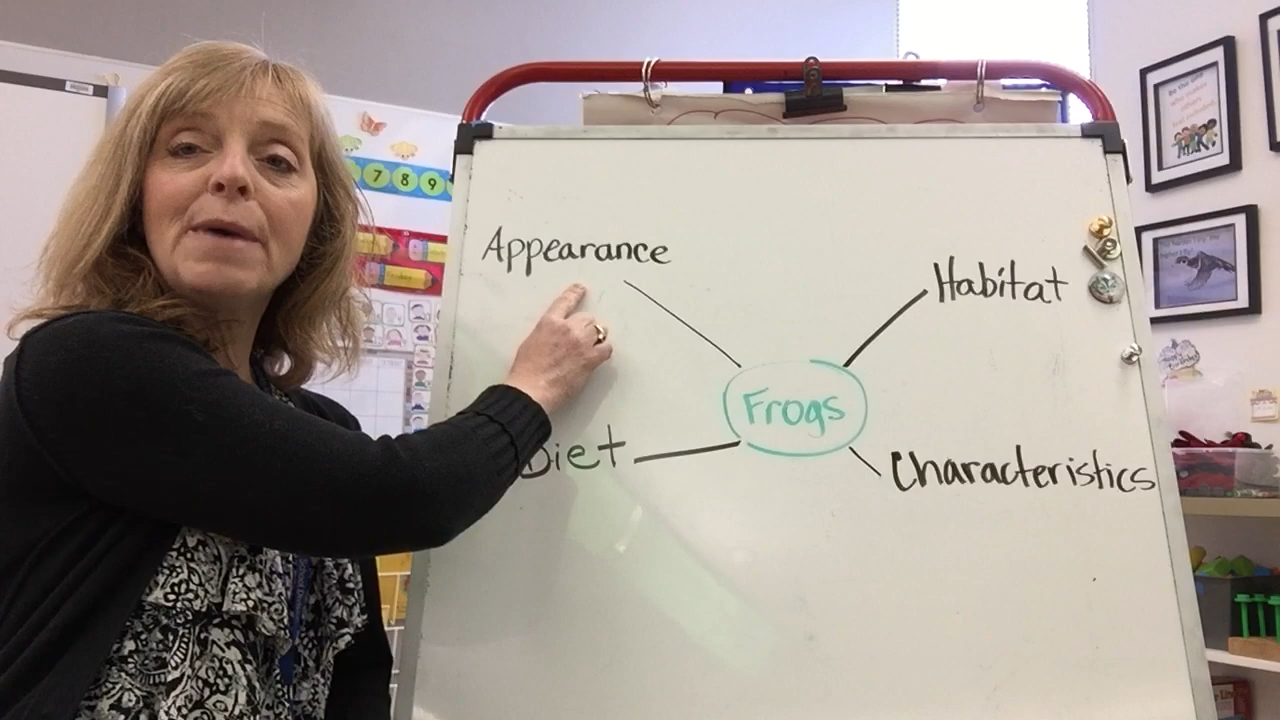 7 8 9
Appearance
Habitat
Frogs
Diet
Characteristics